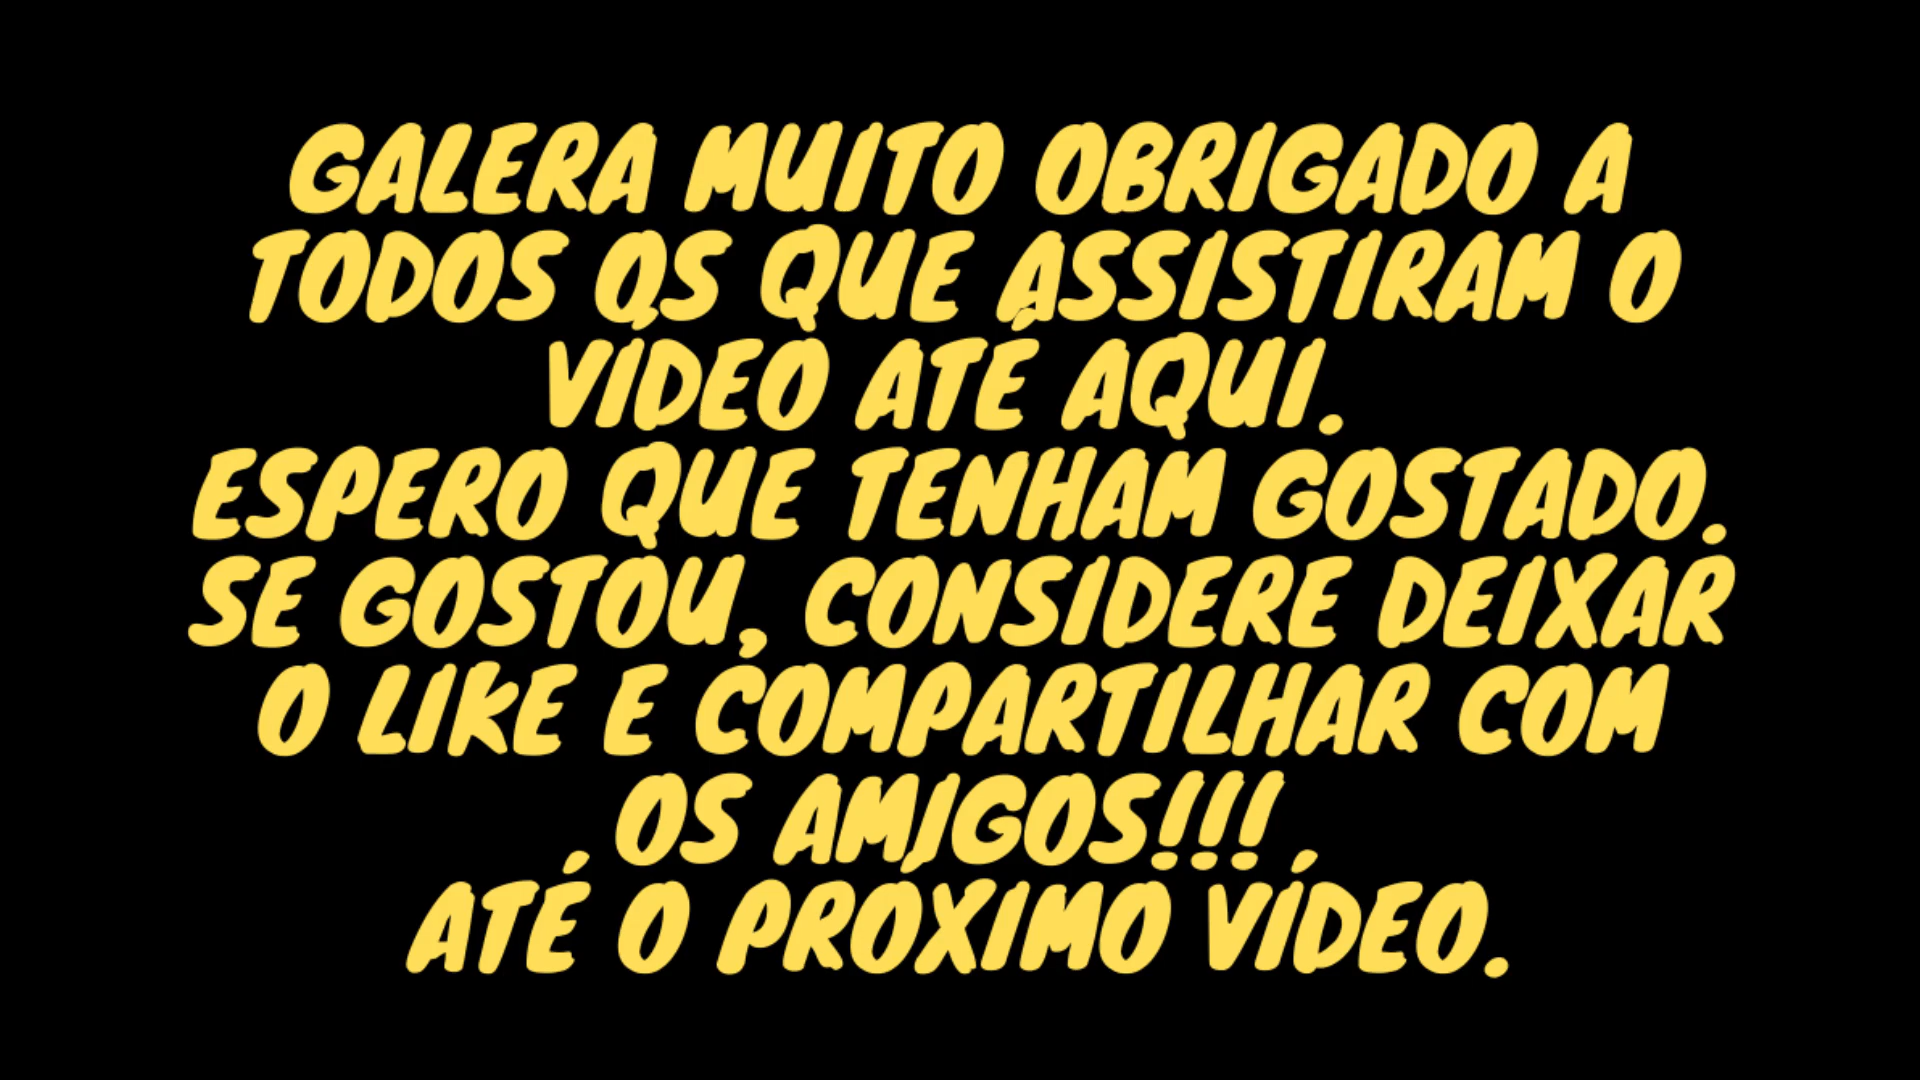 GALERA MUITO OBRIGADO A
TODOS OS QUE ASSISTIRAM O
VÍDEO ATÉ AQUI.
ESPERO QUE TENHAM GOSTADO.
SE GOSTOU, CONSIDERE DEIXAR
O LIKE E COMPARTILHAR COM
OS AMIGOS!!!
ATÉ O PRÓXIMO VÍDEO.